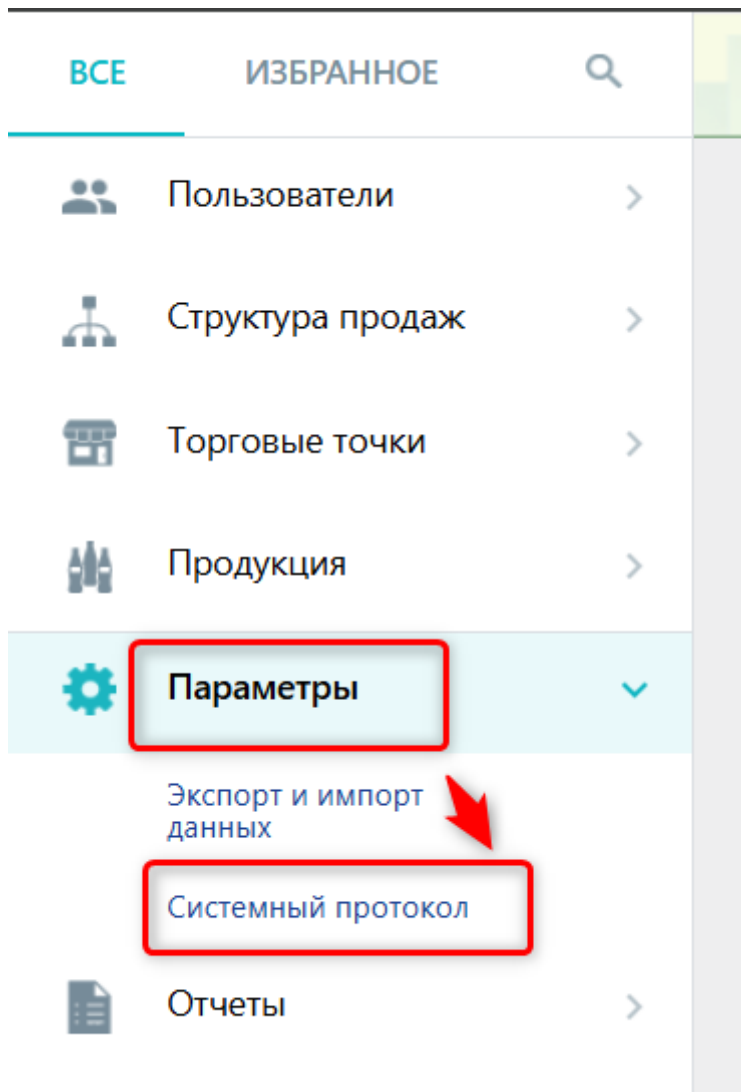 ВСЕ ИЗБРАННОЕ
Пользователи
Структура продаж
Торговые точки
Продукция
Параметры
Экспорт и импорт
данных
Системный протокол
Отчеты